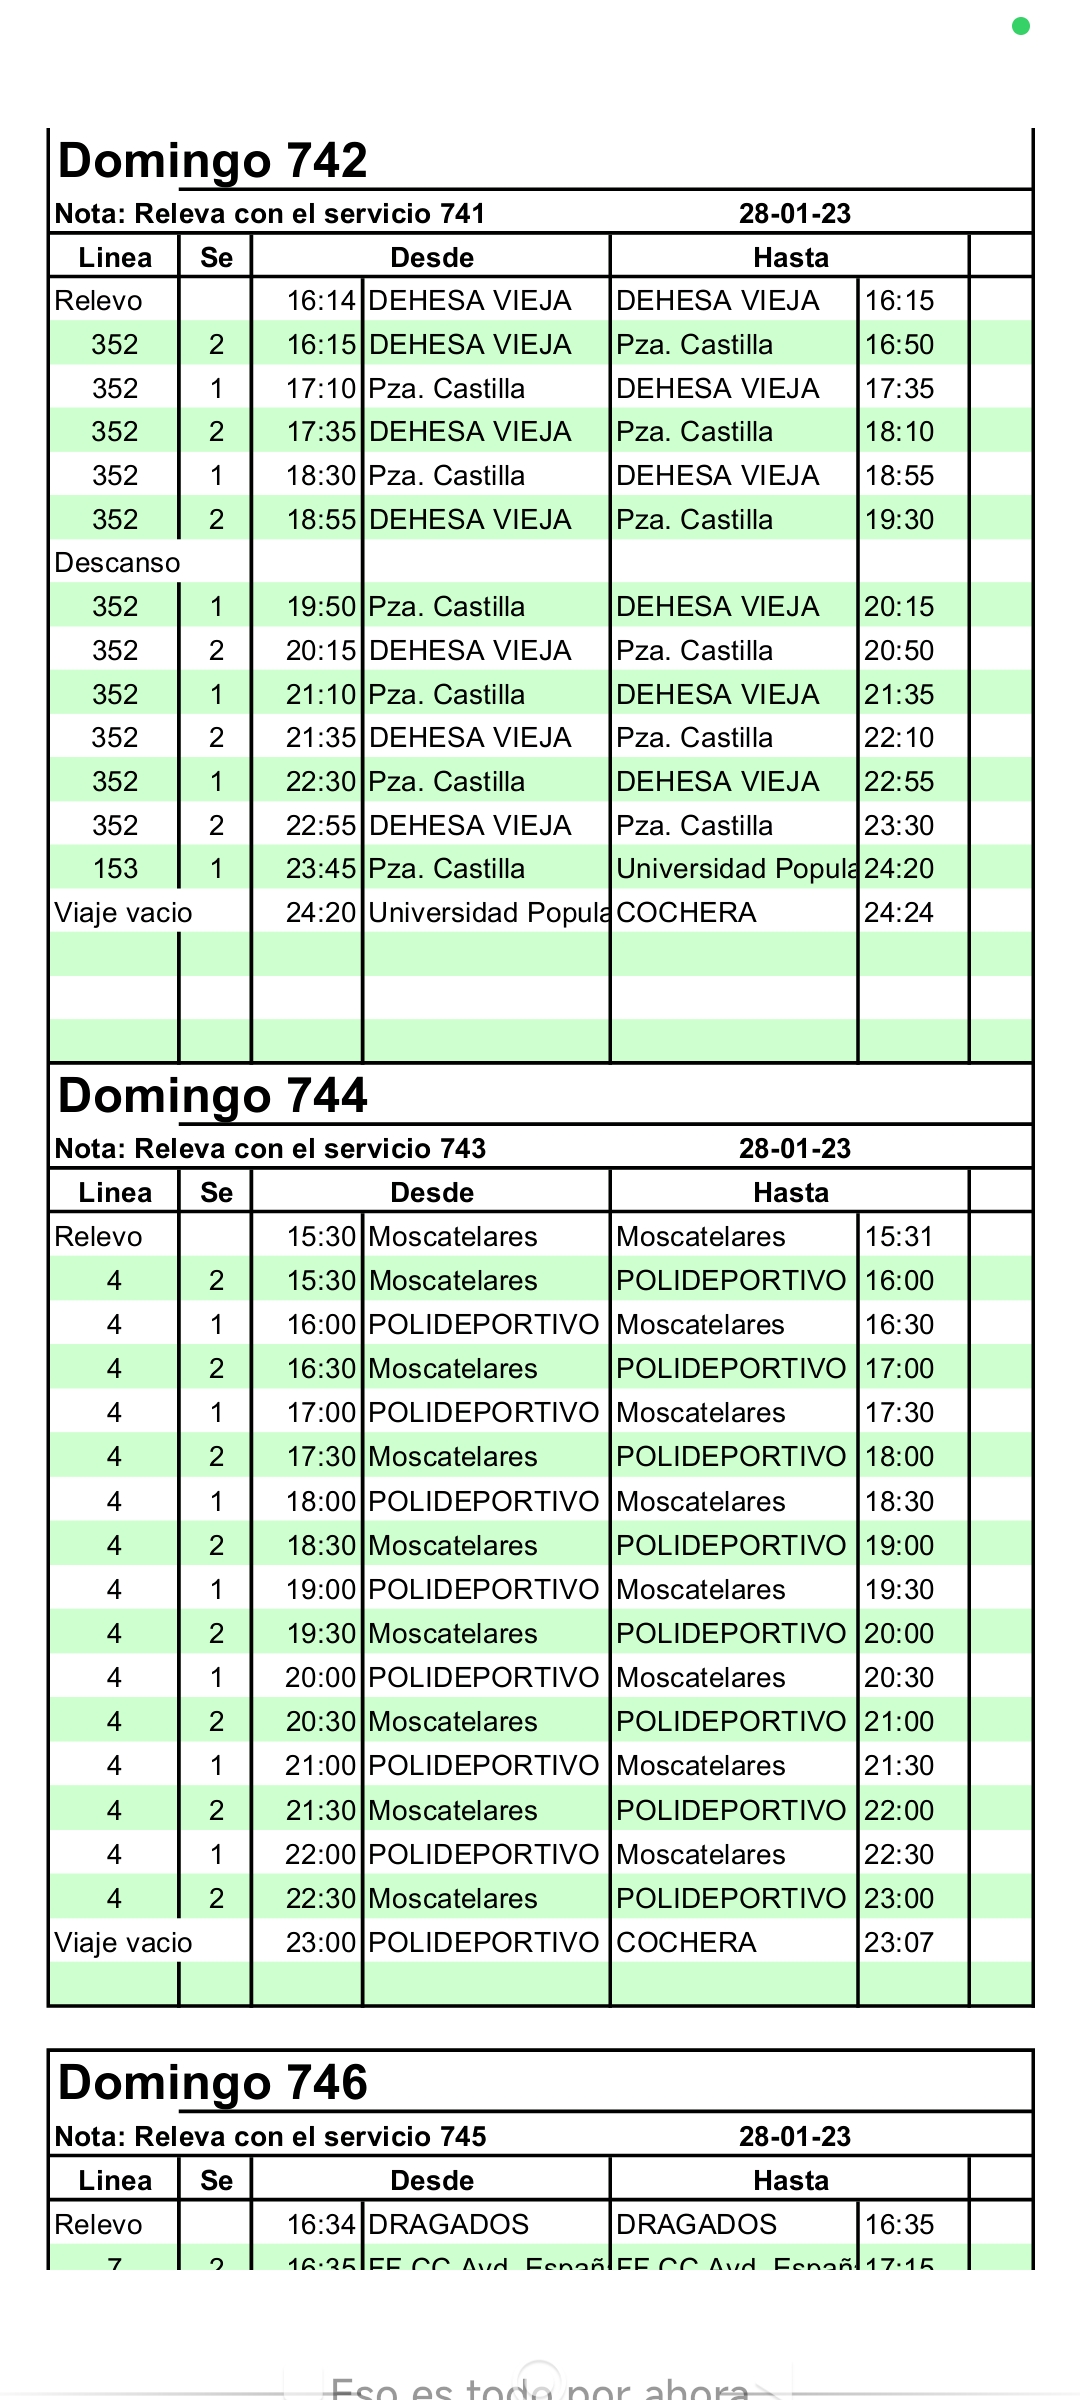 Domingo 742
Nota: Releva con el servicio 741 28-01-23
Linea Se Desde Hasta
Relevo 16:14 DEHESA VIEJA DEHESA VIEJA 16:15
352 2 16:15 DEHESA VIEJA Pza. Castilla 16:50
352 1 17:10 Pza. Castilla DEHESA VIEJA 17:35
352 2 17:35 DEHESA VIEJA Pza. Castilla 18:10
352 1 18:30 Pza. Castilla DEHESA VIEJA 18:55
352 2 18:55 DEHESA VIEJA Pza. Castilla 19:30
Descanso
352 1 19:50 Pza. Castilla DEHESA VIEJA 20:15
352 2 20:15 DEHESA VIEJA Pza. Castilla 20:50
352 1 21:10 Pza. Castilla DEHESA VIEJA 21:35
352 2 21:35 DEHESA VIEJA Pza. Castilla 22:10
352 1 22:30 Pza. Castilla DEHESA VIEJA 22:55
352 2 22:55 DEHESA VIEJA Pza. Castilla 23:30
153 1 23:45 Pza. Castilla Universidad Popula 24:20
Viaje vacio 24:20 Universidad Popula COCHERA 24:24
Domingo 744
Nota: Releva con el servicio 743 28-01-23
Linea Se Desde Hasta
Relevo 15:30 Moscatelares Moscatelares 15:31
4 2 15:30 Moscatelares POLIDEPORTIVO 16:00
4 1 16:00 POLIDEPORTIVO Moscatelares 16:30
4 2 16:30 Moscatelares POLIDEPORTIVO 17:00
4 1 17:00 POLIDEPORTIVO Moscatelares 17:30
4 2 17:30 Moscatelares POLIDEPORTIVO 18:00
4 1 18:00 POLIDEPORTIVO Moscatelares 18:30
4 2 18:30 Moscatelares POLIDEPORTIVO 19:00
4 1 19:00 POLIDEPORTIVO Moscatelares 19:30
4 2 19:30 Moscatelares POLIDEPORTIVO 20:00
4 1 20:00 POLIDEPORTIVO Moscatelares 20:30
4 2 20:30 Moscatelares POLIDEPORTIVO 21:00
4 1 21:00 POLIDEPORTIVO Moscatelares 21:30
4 2 21:30 Moscatelares POLIDEPORTIVO 22:00
4 1 22:00 POLIDEPORTIVO Moscatelares 22:30
4 2 22:30 Moscatelares POLIDEPORTIVO 23:00
Viaje vacio 23:00 POLIDEPORTIVO COCHERA 23:07
Domingo 746
Nota: Releva con el servicio 745 28-01-23
Linea Se Desde Hasta
Relevo 16:34 DRAGADOS DRAGADOS 16:35
7 2 16:35 FF.CC Avd. Españ FF.CC Avd. Españ 17:15
Eso es todo por ahora